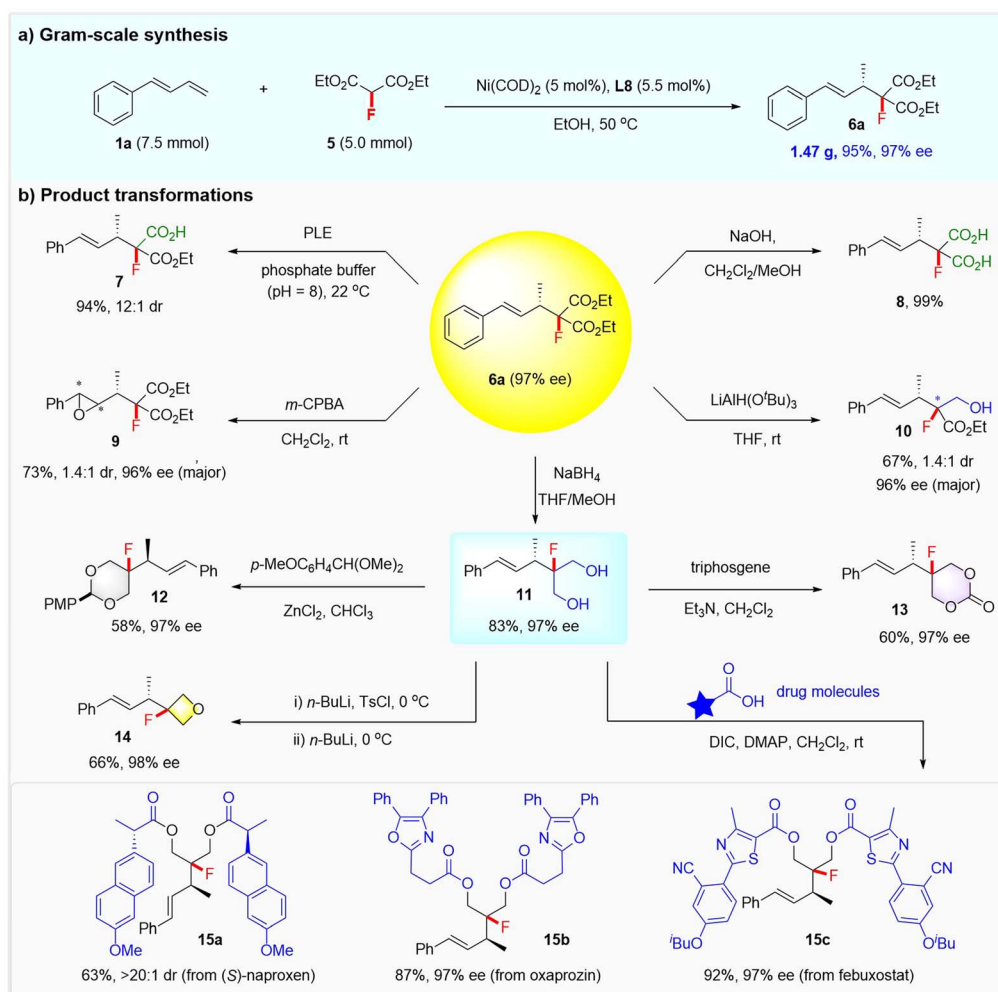 a) Gram-scale synthesis
1a (7.5 mmol)
+
EtO₂C CO₂Et
F
5 (5.0 mmol)
Ni(COD)₂ (5 mol%), L8 (5.5 mol%)
EtOH, 50 ºC
CO₂Et
CO₂Et
F
6a
1.47 g, 95%, 97% ee
b) Product transformations
Ph
CO₂H
CO₂Et
F
7
94%, 12:1 dr
PLE
phosphate buffer
(pH = 8), 22 ºC
CO₂Et
CO₂Et
F
6a (97% ee)
NaOH,
CH₂Cl₂/MeOH
Ph
CO₂H
CO₂H
F
8, 99%
Ph
*
O
*
CO₂Et
CO₂Et
F
9
73%, 1.4:1 dr, 96% ee (major)
m-CPBA
CH₂Cl₂, rt
LiAlH(OᵗBu)₃
THF, rt
Ph
*
OH
F
CO₂Et
10
67%, 1.4:1 dr
96% ee (major)
NaBH₄
THF/MeOH
F
O
O
Ph
PMP
12
58%, 97% ee
p-MeOC₆H₄CH(OMe)₂
ZnCl₂, CHCl₃
Ph
F
OH
OH
11
83%, 97% ee
triphosgene
Et₃N, CH₂Cl₂
Ph
F
O
O
O
13
60%, 97% ee
Ph
F
O
14
66%, 98% ee
i) n-BuLi, TsCl, 0 ºC
ii) n-BuLi, 0 ºC
O
OH
drug molecules
DIC, DMAP, CH₂Cl₂, rt
O
O
O
O
F
Ph
OMe
OMe
15a
63%, >20:1 dr (from (S)-naproxen)
Ph
Ph
Ph
Ph
O
N
N
O
O
O
O
O
F
Ph
15b
87%, 97% ee (from oxaprozin)
O
O
O
O
N
S
N
S
F
NC
CN
Ph
ⁱBuO
OⁱBu
15c
92%, 97% ee (from febuxostat)